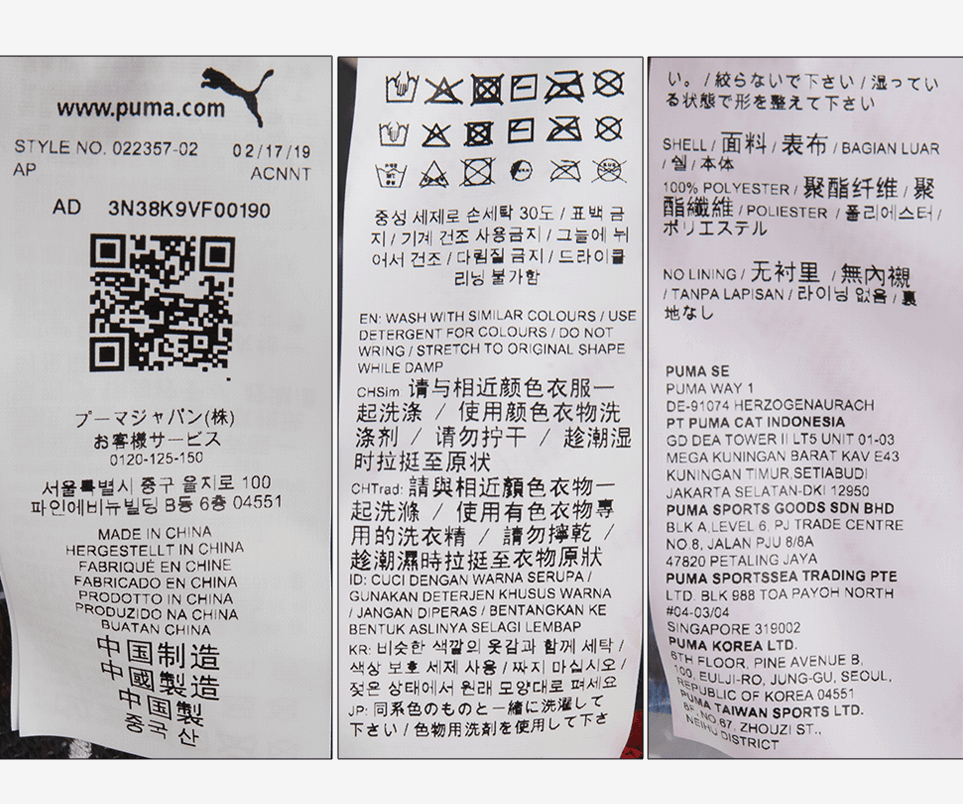 PUMA
www.puma.com
STYLE NO. 022357-02 02/17/19
AP ACNNT
AD 3N38K9VF00190
プーマジャパン(株)
お客様サービス
0120-125-150
서울특별시 중구 을지로 100
파인에비뉴빌딩 B동 6층 04551
MADE IN CHINA
HERGESTELLT IN CHINA
FABRIQUÉ EN CHINE
FABRICADO EN CHINA
PRODOTTO IN CHINA
PRODUZIDO NA CHINA
BUATAN CHINA
中国制造
中國製造
中国製
중국 산
중성 세제로 손세탁 30도 / 표백 금
지 / 기계 건조 사용금지 / 그늘에 뉘
어서 건조 / 다림질 금지 / 드라이클
리닝 불가함
EN: WASH WITH SIMILAR COLOURS / USE
DETERGENT FOR COLOURS / DO NOT
WRING / STRETCH TO ORIGINAL SHAPE
WHILE DAMP
CHSim 请与相近颜色衣服一
起洗涤 / 使用颜色衣物洗
涤剂 / 请勿拧干 / 趁潮湿
时拉挺至原状
CHTrad: 請與相近顏色衣物一
起洗滌 / 使用有色衣物專
用的洗衣精 / 請勿擰乾 /
趁潮濕時拉挺至衣物原狀
ID: CUCI DENGAN WARNA SERUPA /
GUNAKAN DETERJEN KHUSUS WARNA
/ JANGAN DIPERAS / BENTANGKAN KE
BENTUK ASLINYA SELAGI LEMBAP
KR: 비슷한 색깔의 옷감과 함께 세탁 /
색상 보호 세제 사용 / 짜지 마십시오 /
젖은 상태에서 원래 모양대로 펴세요
JP: 同系色のものと一緒に洗濯して
下さい / 色物用洗剤を使用して下さ
い。 / 絞らないで下さい / 湿ってい
る状態で形を整えて下さい
SHELL / 面料 / 表布 / BAGIAN LUAR
/ 쉘 / 本体
100% POLYESTER / 聚酯纤维 / 聚
酯纖維 / POLIESTER / 폴리에스터 /
ポリエステル
NO LINING / 无衬里 / 無內襯
/ TANPA LAPISAN / 라이닝 없음 / 裏
地なし
PUMA SE
PUMA WAY 1
DE-91074 HERZOGENAURACH
PT PUMA CAT INDONESIA
GD DEA TOWER II LT5 UNIT 01-03
MEGA KUNINGAN BARAT KAV E43
KUNINGAN TIMUR,SETIABUDI
JAKARTA SELATAN-DKI 12950
PUMA SPORTS GOODS SDN BHD
BLK A,LEVEL 6, PJ TRADE CENTRE
NO.8, JALAN PJU 8/8A
47820 PETALING JAYA
PUMA SPORTSSEA TRADING PTE
LTD. BLK 988 TOA PAYOH NORTH
#04-03/04
SINGAPORE 319002
PUMA KOREA LTD.
6TH FLOOR, PINE AVENUE B,
100, EULJI-RO, JUNG-GU, SEOUL,
REPUBLIC OF KOREA 04551
PUMA TAIWAN SPORTS LTD.
8F, NO 67, ZHOUZI ST.,
NEIHU DISTRICT